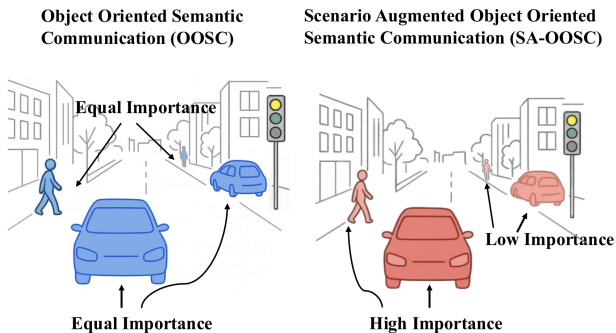 Object Oriented Semantic
Communication (OOSC)
Scenario Augmented Object Oriented
Semantic Communication (SA-OOSC)
Equal Importance
Equal Importance
Low Importance
High Importance